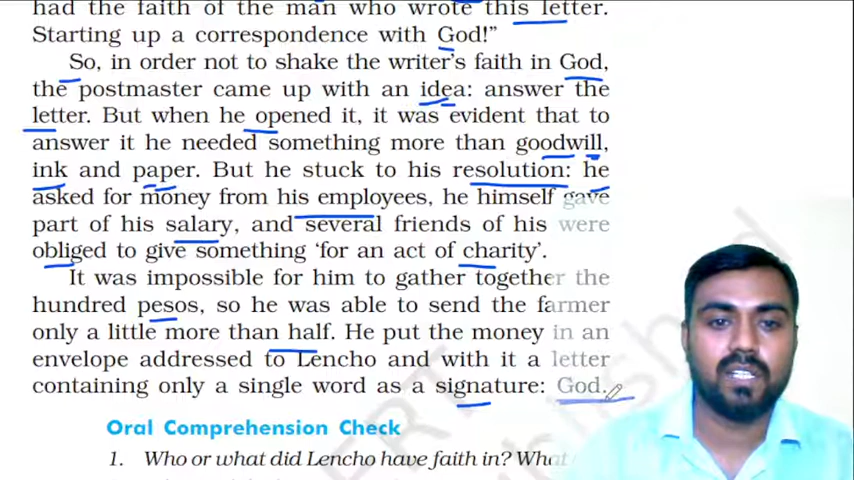 had the faith of the man who wrote this letter.
Starting up a correspondence with God!”
So, in order not to shake the writer’s faith in God,
the postmaster came up with an idea: answer the
letter. But when he opened it, it was evident that to
answer it he needed something more than goodwill,
ink and paper. But he stuck to his resolution: he
asked for money from his employees, he himself gave
part of his salary, and several friends of his were
obliged to give something ‘for an act of charity’.
It was impossible for him to gather together the
hundred pesos, so he was able to send the farmer
only a little more than half. He put the money in an
envelope addressed to Lencho and with it a letter
containing only a single word as a signature: God.
Oral Comprehension Check
1. Who or what did Lencho have faith in? What